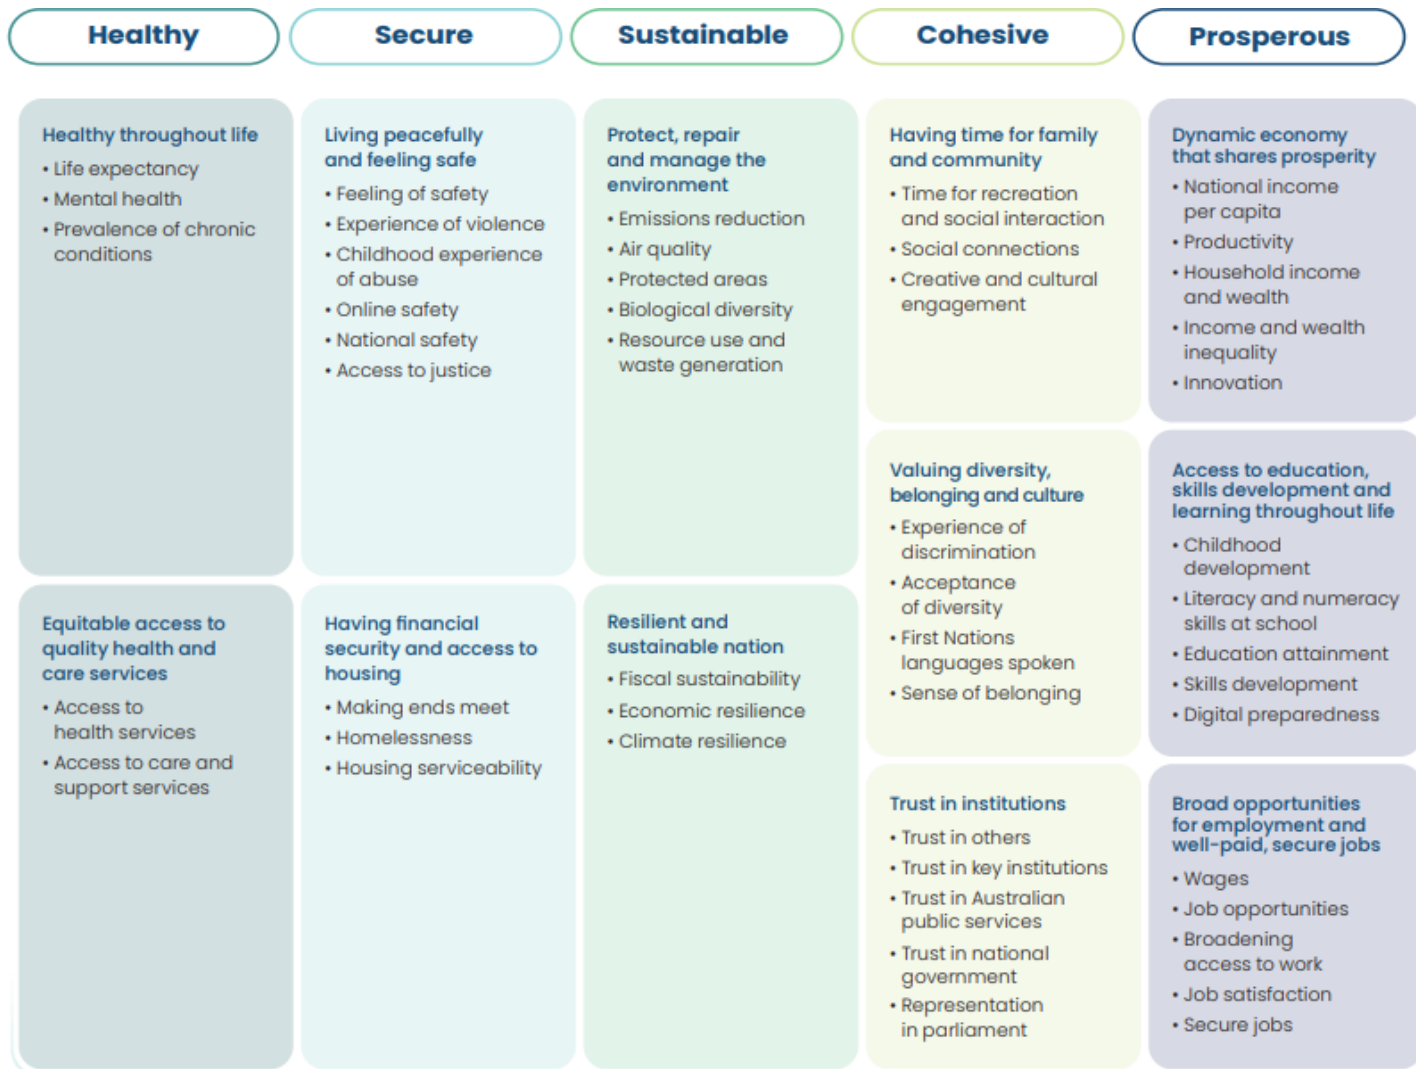 Healthy
Secure
Sustainable
Cohesive
Prosperous
Healthy throughout life
• Life expectancy
• Mental health
• Prevalence of chronic
conditions
Equitable access to
quality health and
care services
• Access to
health services
• Access to care and
support services
Living peacefully
and feeling safe
• Feeling of safety
• Experience of violence
• Childhood experience
of abuse
• Online safety
• National safety
• Access to justice
Having financial
security and access to
housing
• Making ends meet
• Homelessness
• Housing serviceability
Protect, repair
and manage the
environment
• Emissions reduction
• Air quality
• Protected areas
• Biological diversity
• Resource use and
waste generation
Resilient and
sustainable nation
• Fiscal sustainability
• Economic resilience
• Climate resilience
Having time for family
and community
• Time for recreation
and social interaction
• Social connections
• Creative and cultural
engagement
Valuing diversity,
belonging and culture
• Experience of
discrimination
• Acceptance
of diversity
• First Nations
languages spoken
• Sense of belonging
Trust in institutions
• Trust in others
• Trust in key institutions
• Trust in Australian
public services
• Trust in national
government
• Representation
in parliament
Dynamic economy
that shares prosperity
• National income
per capita
• Productivity
• Household income
and wealth
• Income and wealth
inequality
• Innovation
Access to education,
skills development and
learning throughout life
• Childhood
development
• Literacy and numeracy
skills at school
• Education attainment
• Skills development
• Digital preparedness
Broad opportunities
for employment and
well-paid, secure jobs
• Wages
• Job opportunities
• Broadening
access to work
• Job satisfaction
• Secure jobs